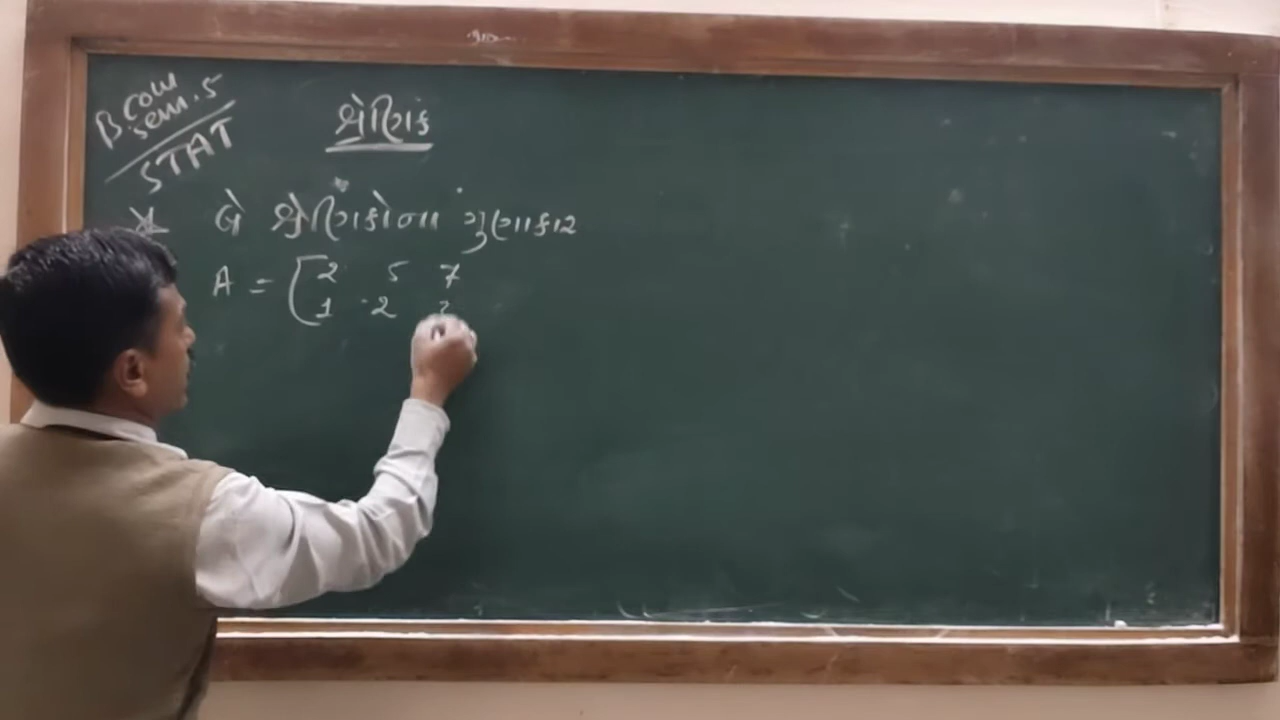 B com
sem. 5
STAT
શ્રેણિક
* બે શ્રેણિકોના ગુણાકાર
A = [ 2 5 7
1 2